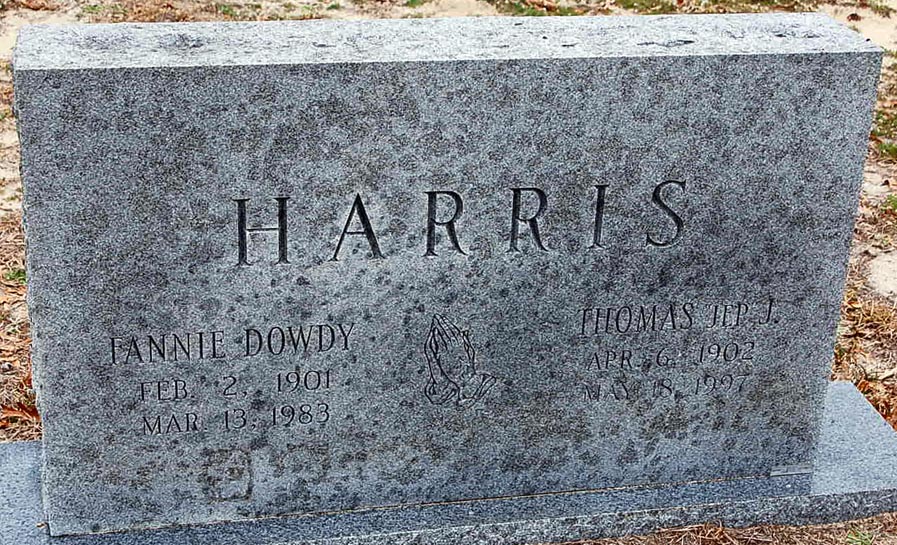 HARRIS
FANNIE DOWDY
FEB. 2, 1901
MAR. 13, 1983
THOMAS JEP J.
APR. 6, 1902
MAY 18, 1997